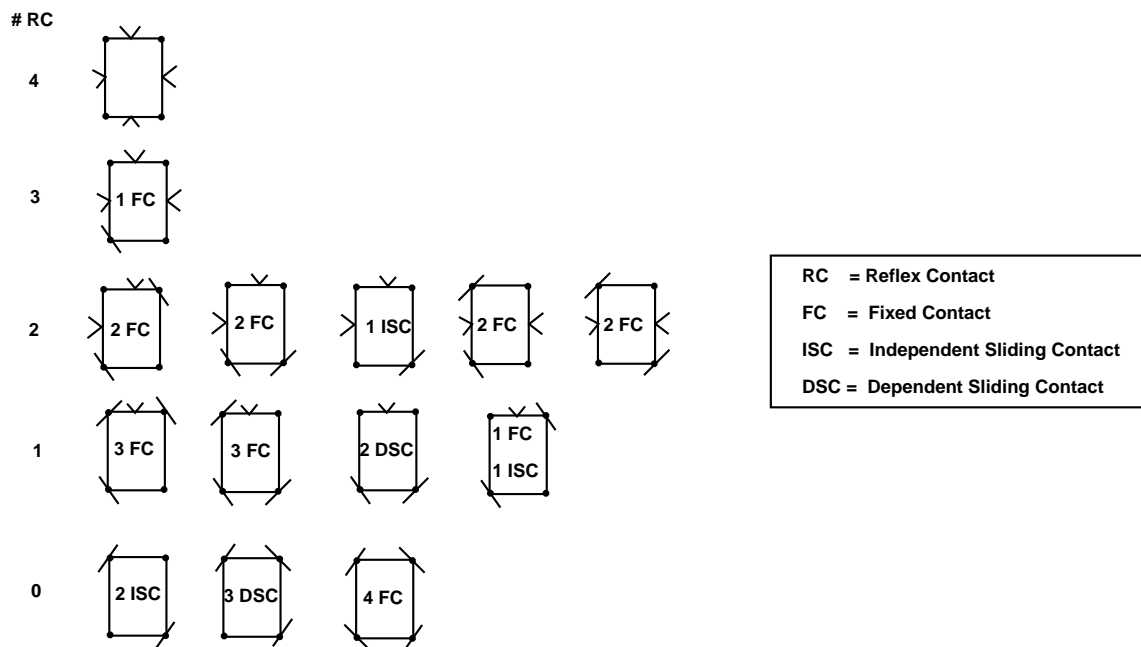 # RC
4
3
1 FC
2
2 FC
2 FC
1 ISC
2 FC
2 FC
1
3 FC
3 FC
2 DSC
1 FC
1 ISC
0
2 ISC
3 DSC
4 FC
RC = Reflex Contact
FC = Fixed Contact
ISC = Independent Sliding Contact
DSC = Dependent Sliding Contact